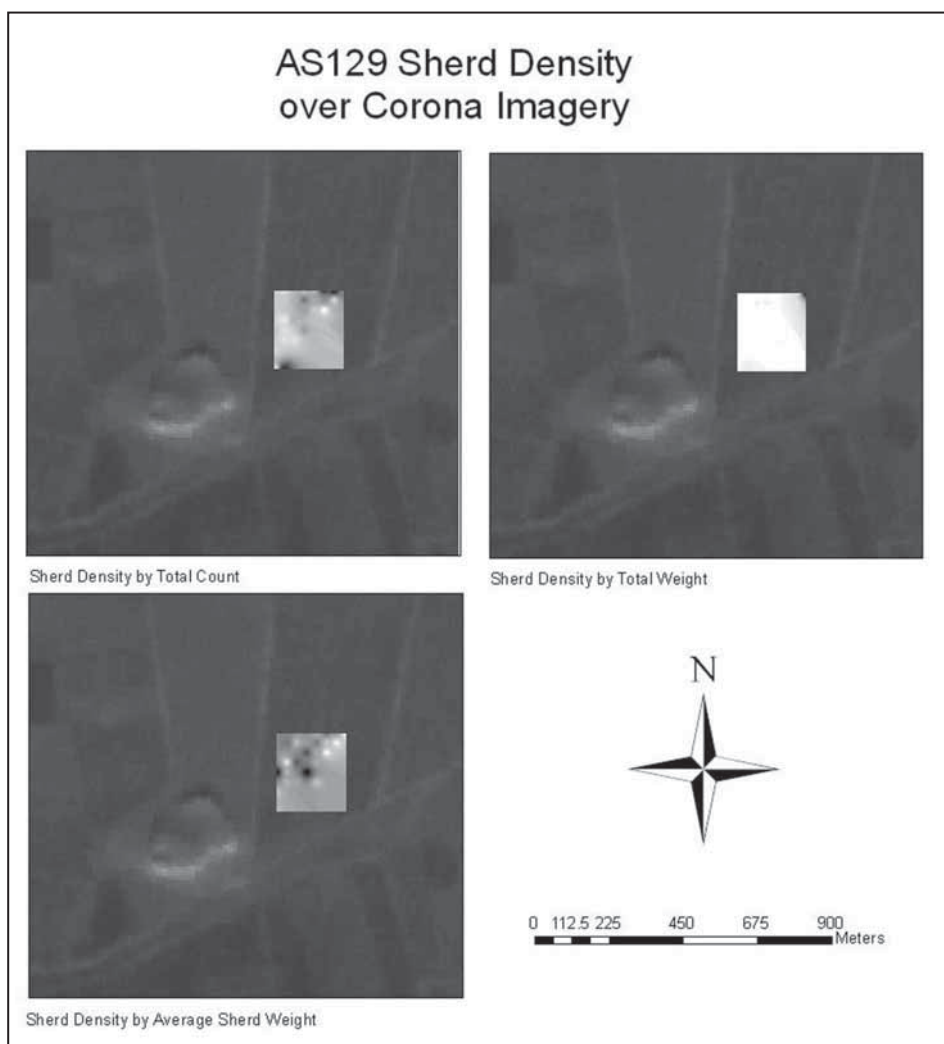 AS129 Sherd Density
over Corona Imagery
Sherd Density by Total Count
Sherd Density by Total Weight
Sherd Density by Average Sherd Weight
N
0 112.5 225 450 675 900
Meters